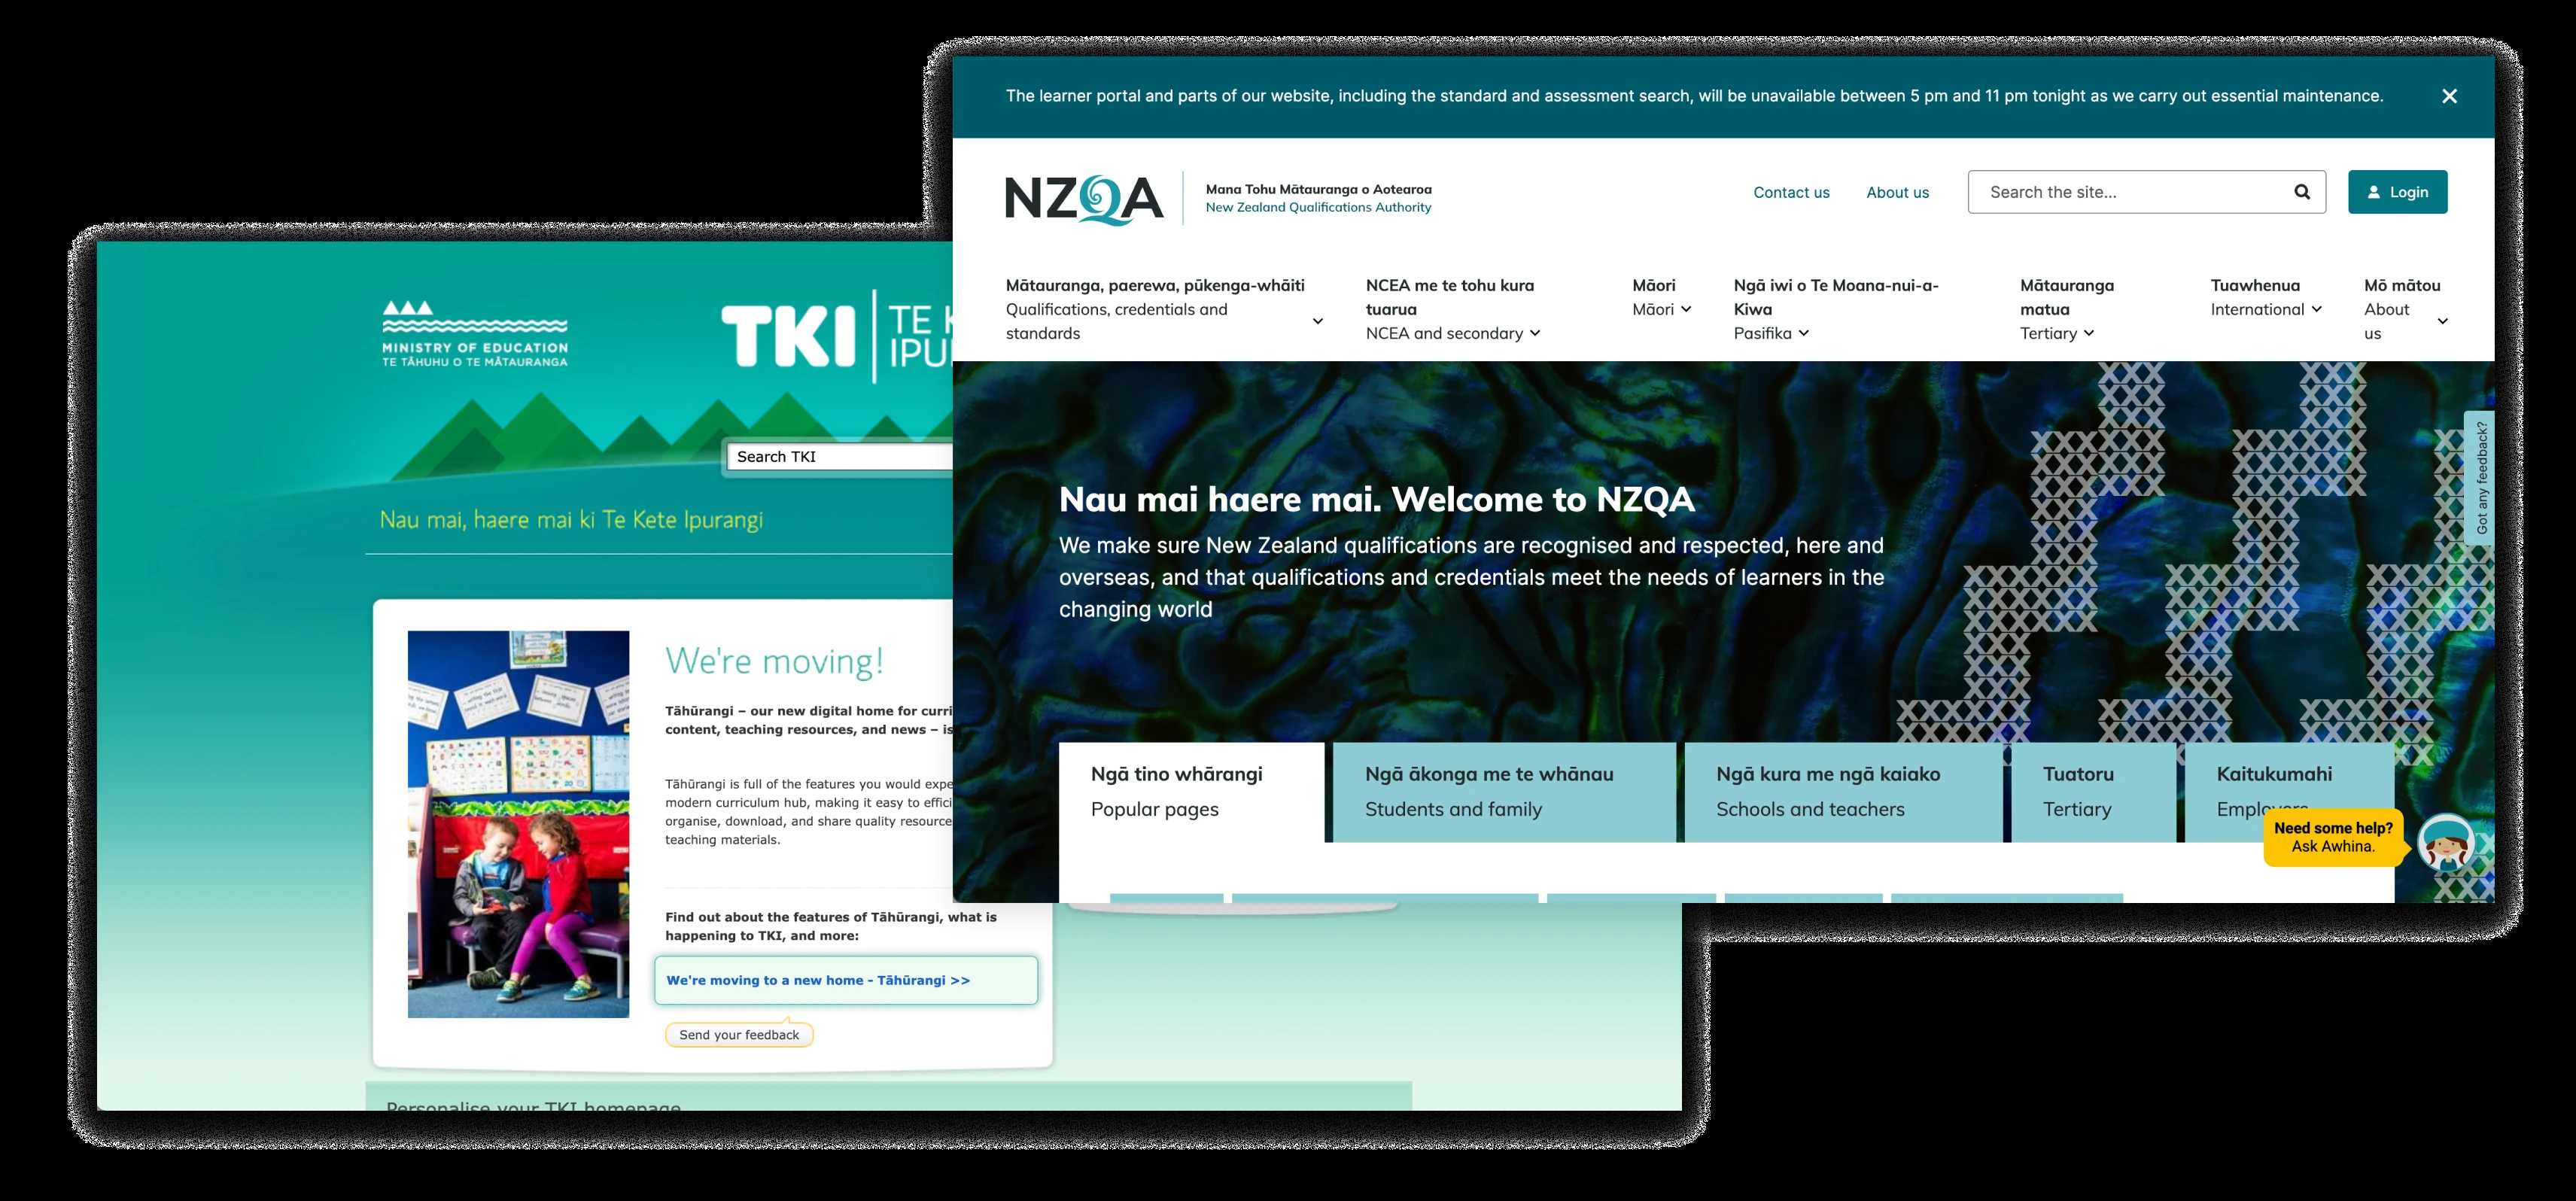 The learner portal and parts of our website, including the standard and assessment search, will be unavailable between 5 pm and 11 pm tonight as we carry out essential maintenance.
NZQA
Mana Tohu Mātauranga o Aotearoa
New Zealand Qualifications Authority
Contact us
About us
Search the site...
Login
Mātauranga, paerewa, pūkenga-whāiti
Qualifications, credentials and
standards
NCEA me te tohu kura
tuarua
NCEA and secondary
Māori
Māori
Ngā iwi o Te Moana-nui-a-
Kiwa
Pasifika
Mātauranga
matua
Tertiary
Tuawhenua
International
Mō mātou
About
us
Got any feedback?
Nau mai haere mai. Welcome to NZQA
We make sure New Zealand qualifications are recognised and respected, here and
overseas, and that qualifications and credentials meet the needs of learners in the
changing world
Ngā tino whārangi
Popular pages
Ngā ākonga me te whānau
Students and family
Ngā kura me ngā kaiako
Schools and teachers
Tuatoru
Tertiary
Kaitukumahi
Employers
Need some help?
Ask Awhina.
MINISTRY OF EDUCATION
TE TĀHUHU O TE MĀTAURANGA
TKI
TE K
IPU
Search TKI
Nau mai, haere mai ki Te Kete Ipurangi
We're moving!
Tāhūrangi – our new digital home for curri
content, teaching resources, and news – is
Tāhūrangi is full of the features you would expe
modern curriculum hub, making it easy to effici
organise, download, and share quality resource
teaching materials.
Find out about the features of Tāhūrangi, what is
happening to TKI, and more:
We're moving to a new home - Tāhūrangi >>
Send your feedback
Personalise your TKI homepage